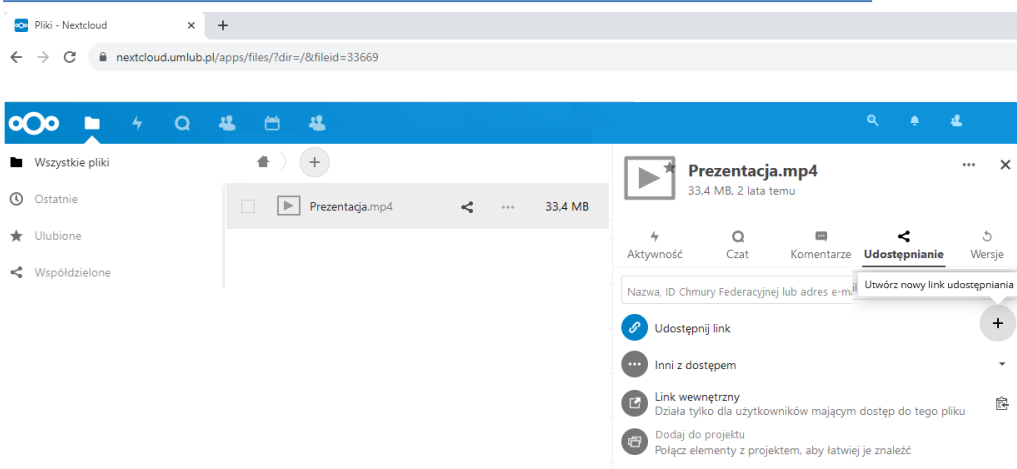 Pliki - Nextcloud
nextcloud.umlub.pl/apps/files/?dir=/&fileid=33669
Wszystkie pliki
Ostatnie
Ulubione
Współdzielone
Prezentacja.mp4 33,4 MB
Prezentacja.mp4
33,4 MB, 2 lata temu
Aktywność Czat Komentarze Udostępnianie Wersje
Nazwa, ID Chmury Federacyjnej lub adres
Utwórz nowy link udostępniania
Udostępnij link
Inni z dostępem
Link wewnętrzny
Działa tylko dla użytkowników mającym dostęp do tego pliku
Dodaj do projektu
Połącz elementy z projektem, aby łatwiej je znaleźć